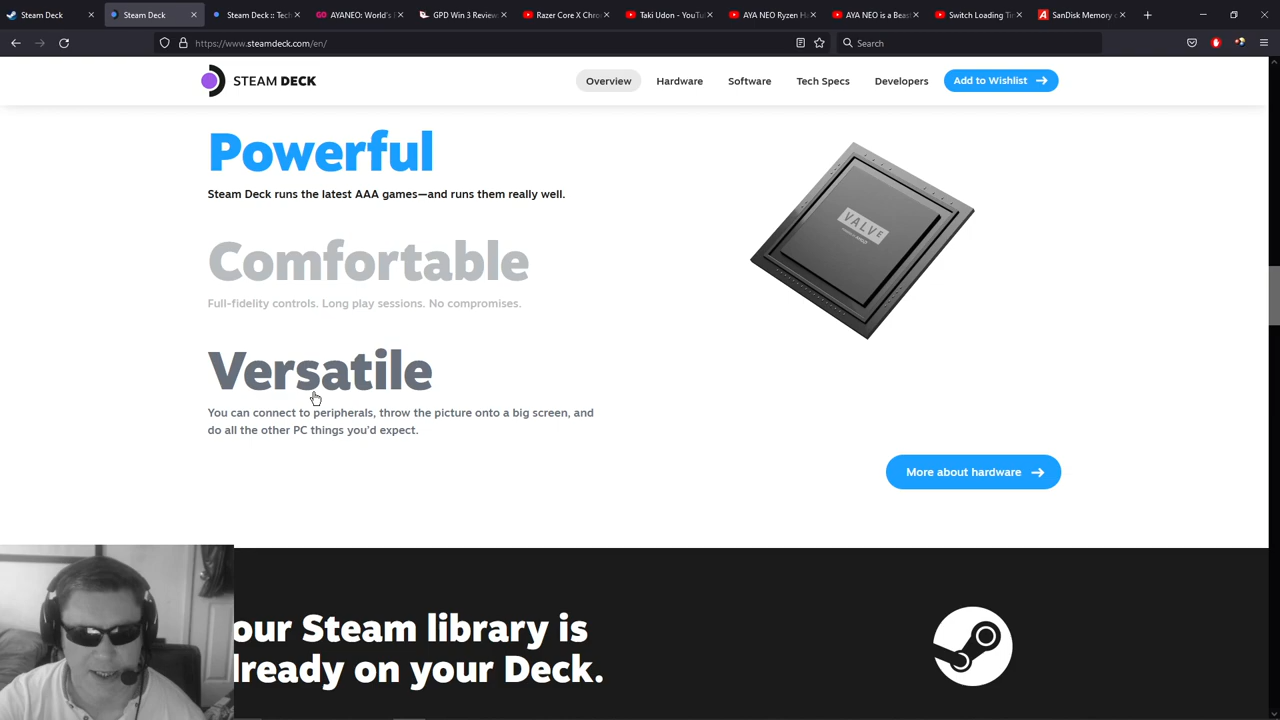 Steam Deck
Steam Deck
Steam Deck :: Tech
AYANEO: World's
GPD Win 3 Review
Razer Core X Chro
Taki Udon - YouTu
AYA NEO Ryzen Ha
AYA NEO is a Beas
Switch Loading Ti
SanDisk Memory
https://www.steamdeck.com/en/
Search
STEAM DECK
Overview
Hardware
Software
Tech Specs
Developers
Add to Wishlist
Powerful
Steam Deck runs the latest AAA games—and runs them really well.
VALVE
Comfortable
Full-fidelity controls. Long play sessions. No compromises.
Versatile
You can connect to peripherals, throw the picture onto a big screen, and
do all the other PC things you'd expect.
More about hardware
our Steam library is
lready on your Deck.